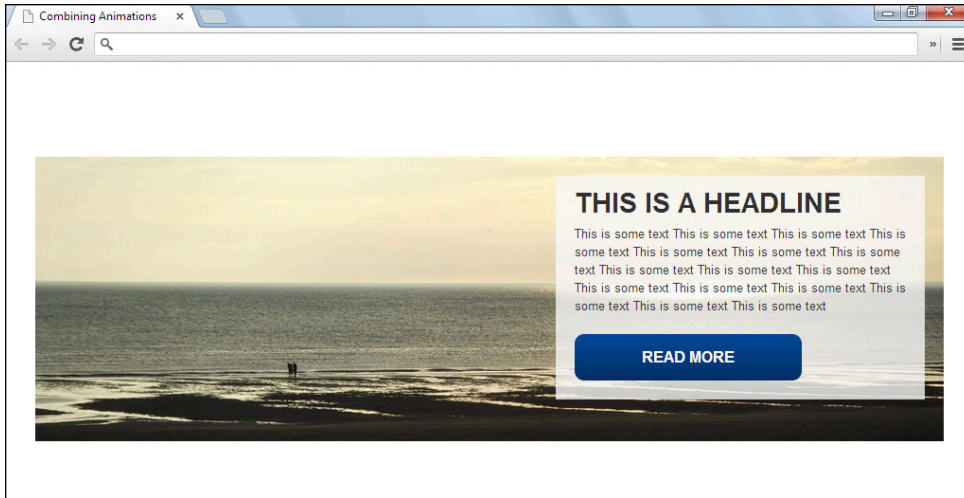 Combining Animations
THIS IS A HEADLINE
This is some text This is some text This is some text This is
some text This is some text This is some text This is some
text This is some text This is some text This is some text
This is some text This is some text This is some text This is
some text This is some text This is some text
READ MORE